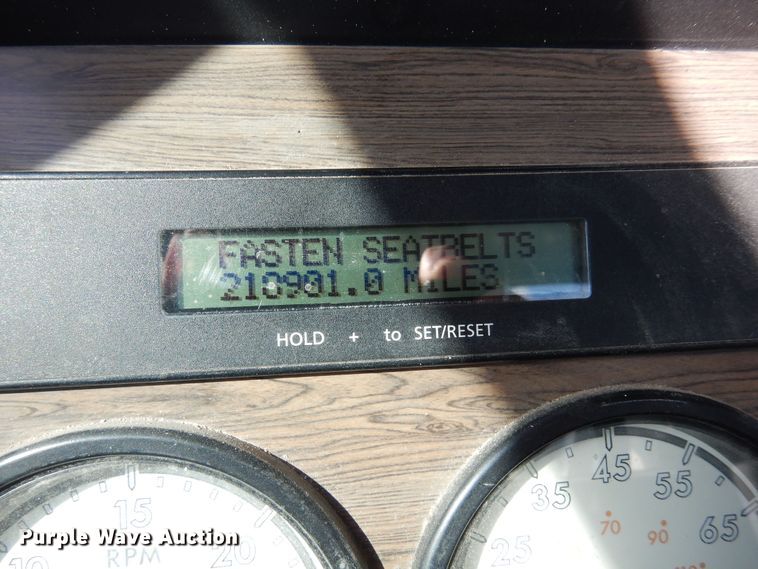 FASTEN SEATBELTS
210901.0 MILES
HOLD + to SET/RESET
10 15 20
RPM
25 35 45 55 65
70 90
Purple Wave Auction